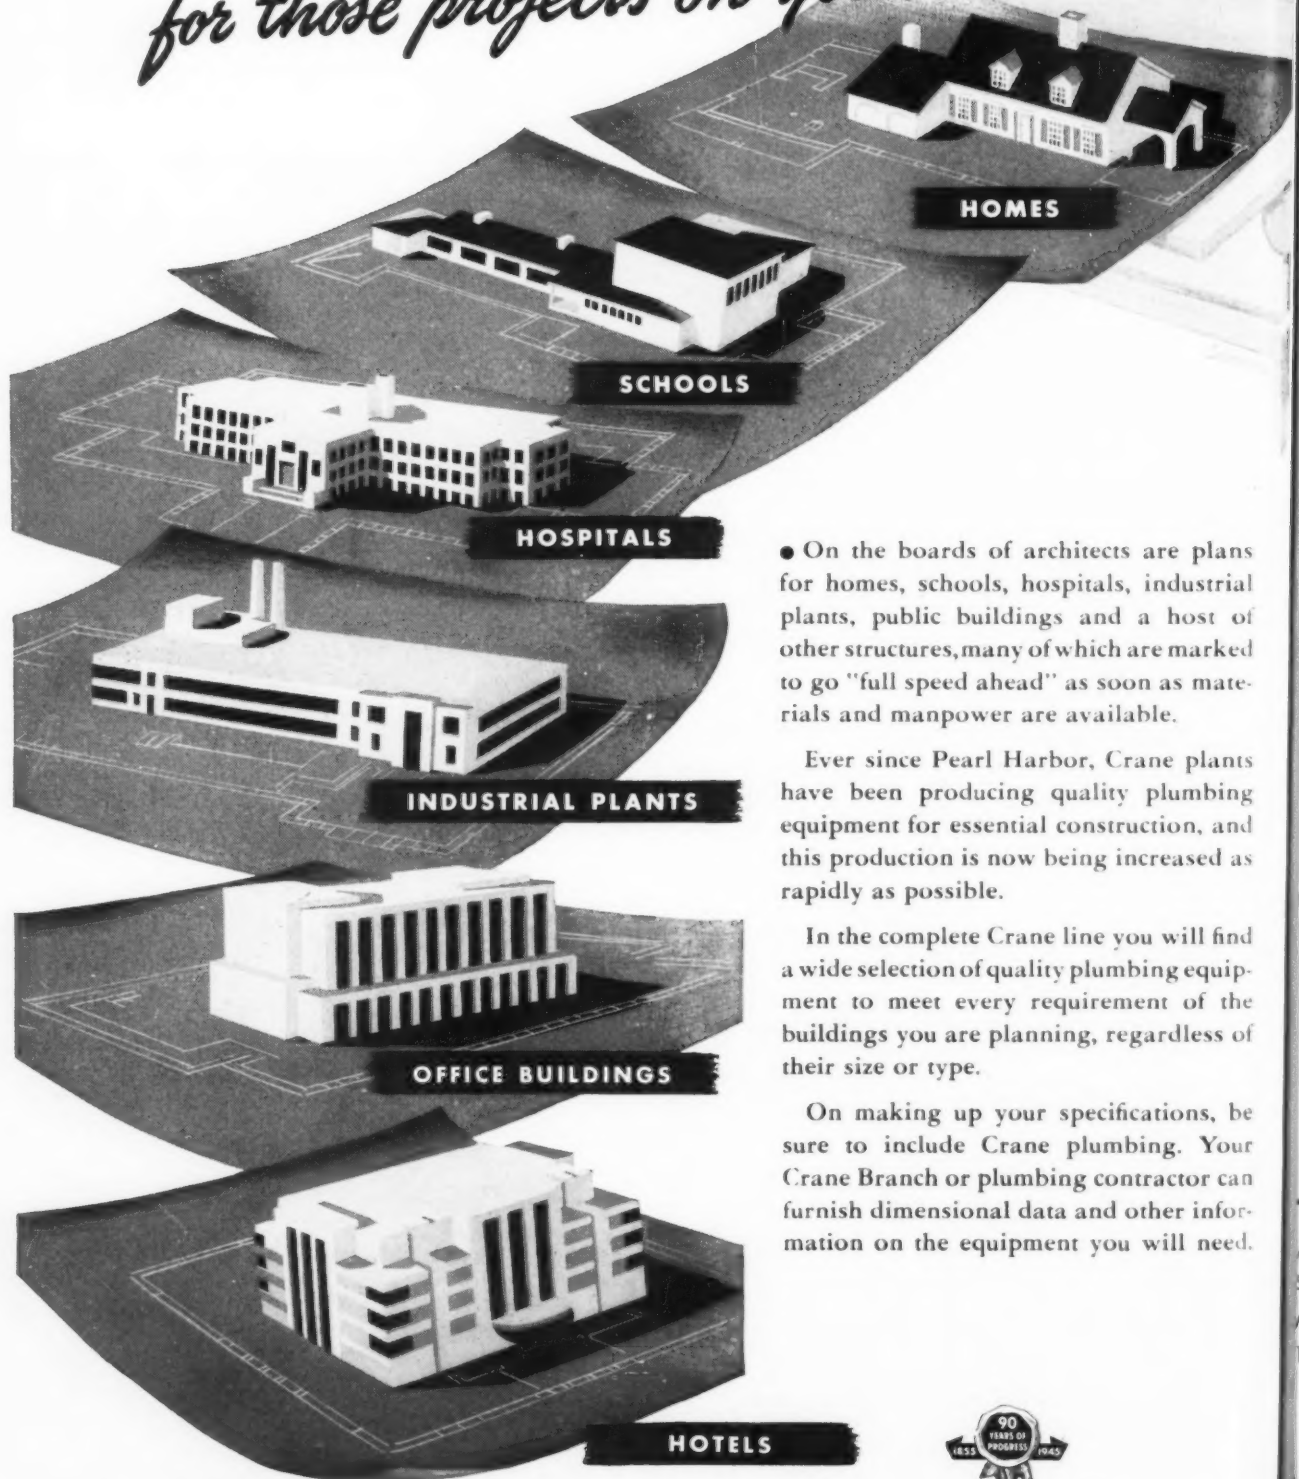 for those projects on
HOMES
SCHOOLS
HOSPITALS
INDUSTRIAL PLANTS
OFFICE BUILDINGS
HOTELS
● On the boards of architects are plans
for homes, schools, hospitals, industrial
plants, public buildings and a host of
other structures, many of which are marked
to go "full speed ahead" as soon as mate-
rials and manpower are available.
Ever since Pearl Harbor, Crane plants
have been producing quality plumbing
equipment for essential construction, and
this production is now being increased as
rapidly as possible.
In the complete Crane line you will find
a wide selection of quality plumbing equip-
ment to meet every requirement of the
buildings you are planning, regardless of
their size or type.
On making up your specifications, be
sure to include Crane plumbing. Your
Crane Branch or plumbing contractor can
furnish dimensional data and other infor-
mation on the equipment you will need.
90
YEARS OF
PROGRESS
1855 1945